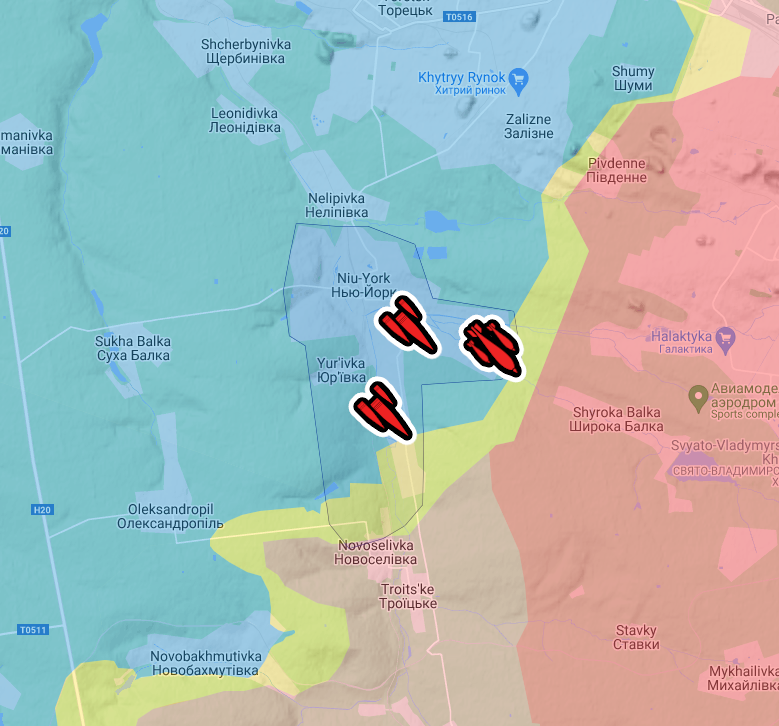 Торецьк
T0516
Shcherbynivka
Щербинівка
Khytryy Rynok
Хитрий ринок
Shumy
Шуми
Leonidivka
Леонідівка
Zalizne
Залізне
manivka
манівка
Pivdenne
Південне
Nelipivka
Неліпівка
20
Niu-York
Нью-Йорк
Sukha Balka
Суха Балка
Halaktyka
Галактика
Yur'ivka
Юр'ївка
Авиамоде
аэродром
Sports comple
Shyroka Balka
Широка Балка
Svyato-Vladymyrs
Kh
СВЯТО-ВЛАДИМИРС
Х
H20
Oleksandropil
Олександропіль
Novoselivka
Новоселівка
Troits'ke
Троїцьке
T0511
Stavky
Ставки
Novobakhmutivka
Новобахмутівка
Mykhailivka
Михайлівка